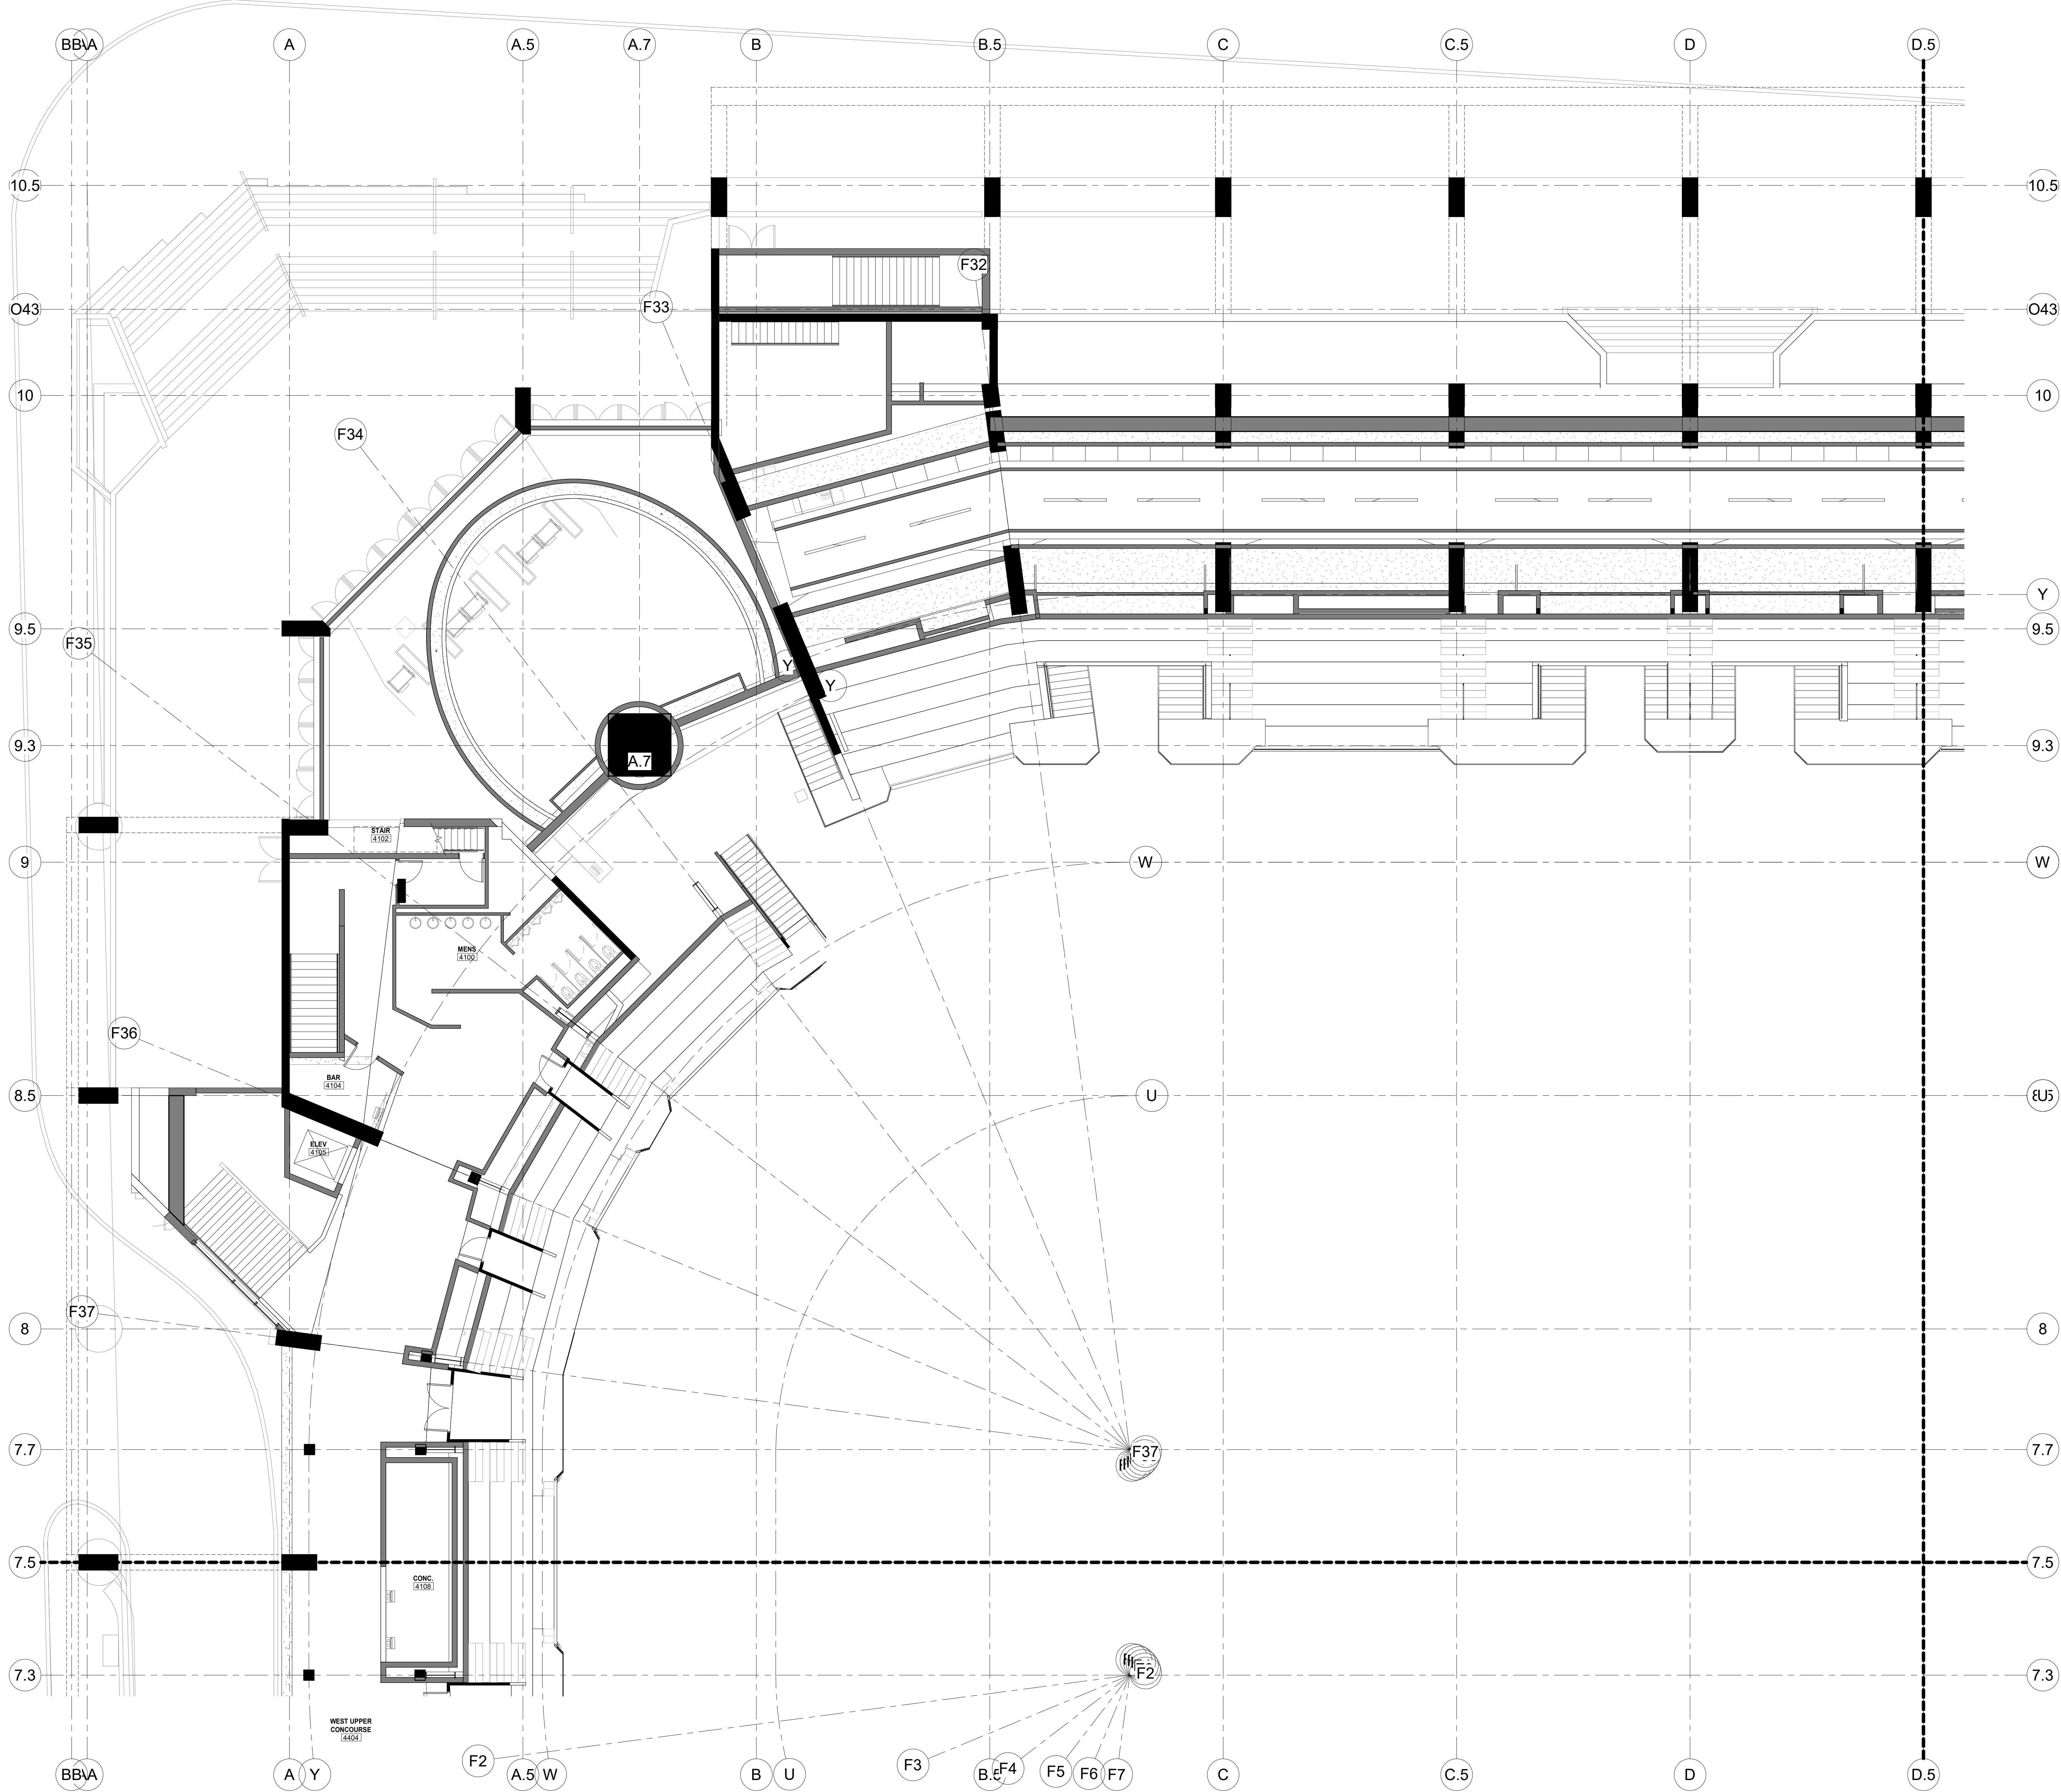 BB
A
A
A.5
A.7
B
B.5
C
C.5
D
D.5
10.5
10.5
F32
F33
O43
O43
10
10
F34
Y
9.5
9.5
F35
Y
Y
9.3
9.3
A.7
STAIR
4102
9
W
W
MENS
4100
F36
BAR
4104
8.5
U
ELEV
4105
F37
8
8
7.7
F37
7.7
7.5
7.5
CONC.
4108
7.3
F2
7.3
WEST UPPER
CONCOURSE
4404
F2
F3
F4
F5
F6
F7
BB
A
A
Y
A.5
W
B
U
C
C.5
D
D.5